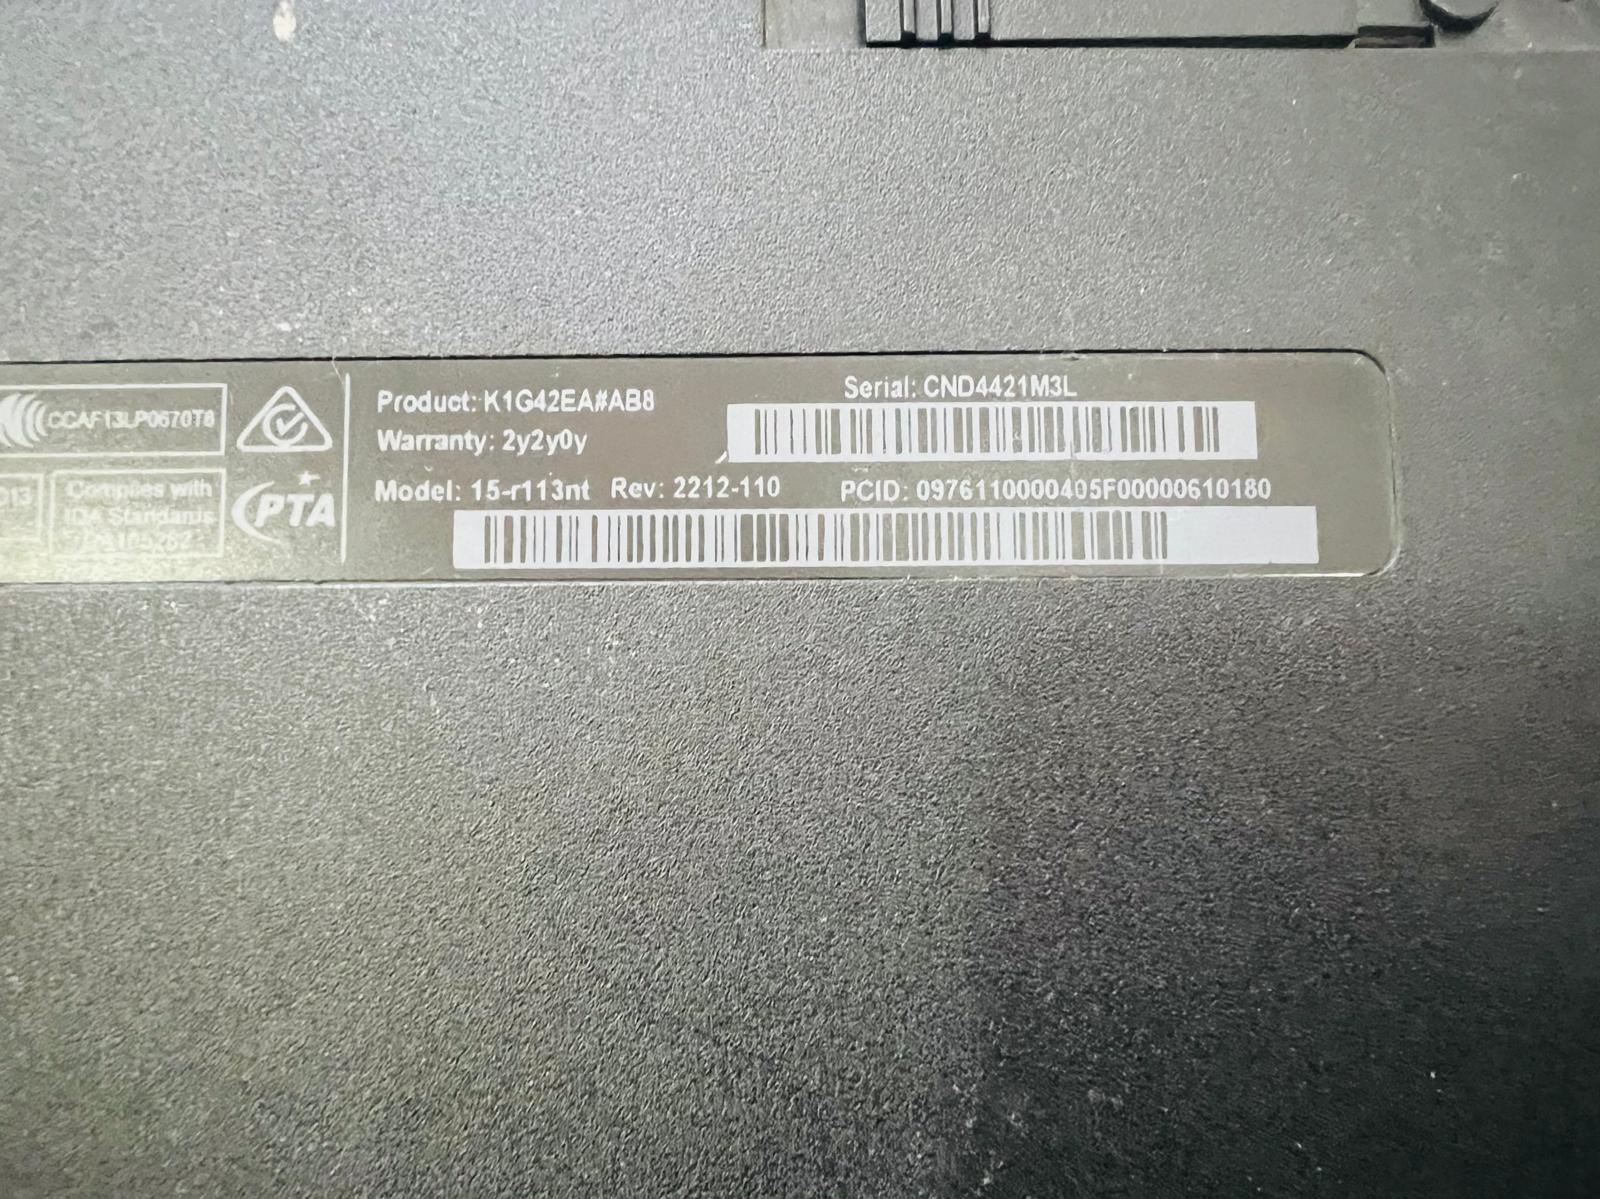 Product: K1G42EA#AB8
Serial: CND4421M3L
Warranty: 2y2y0y
Model: 15-r113nt Rev: 2212-110 PCID: 0976110000405F00000610180
CCAF13LP0670T8
D13
Complies with
IDA Standards
PTA